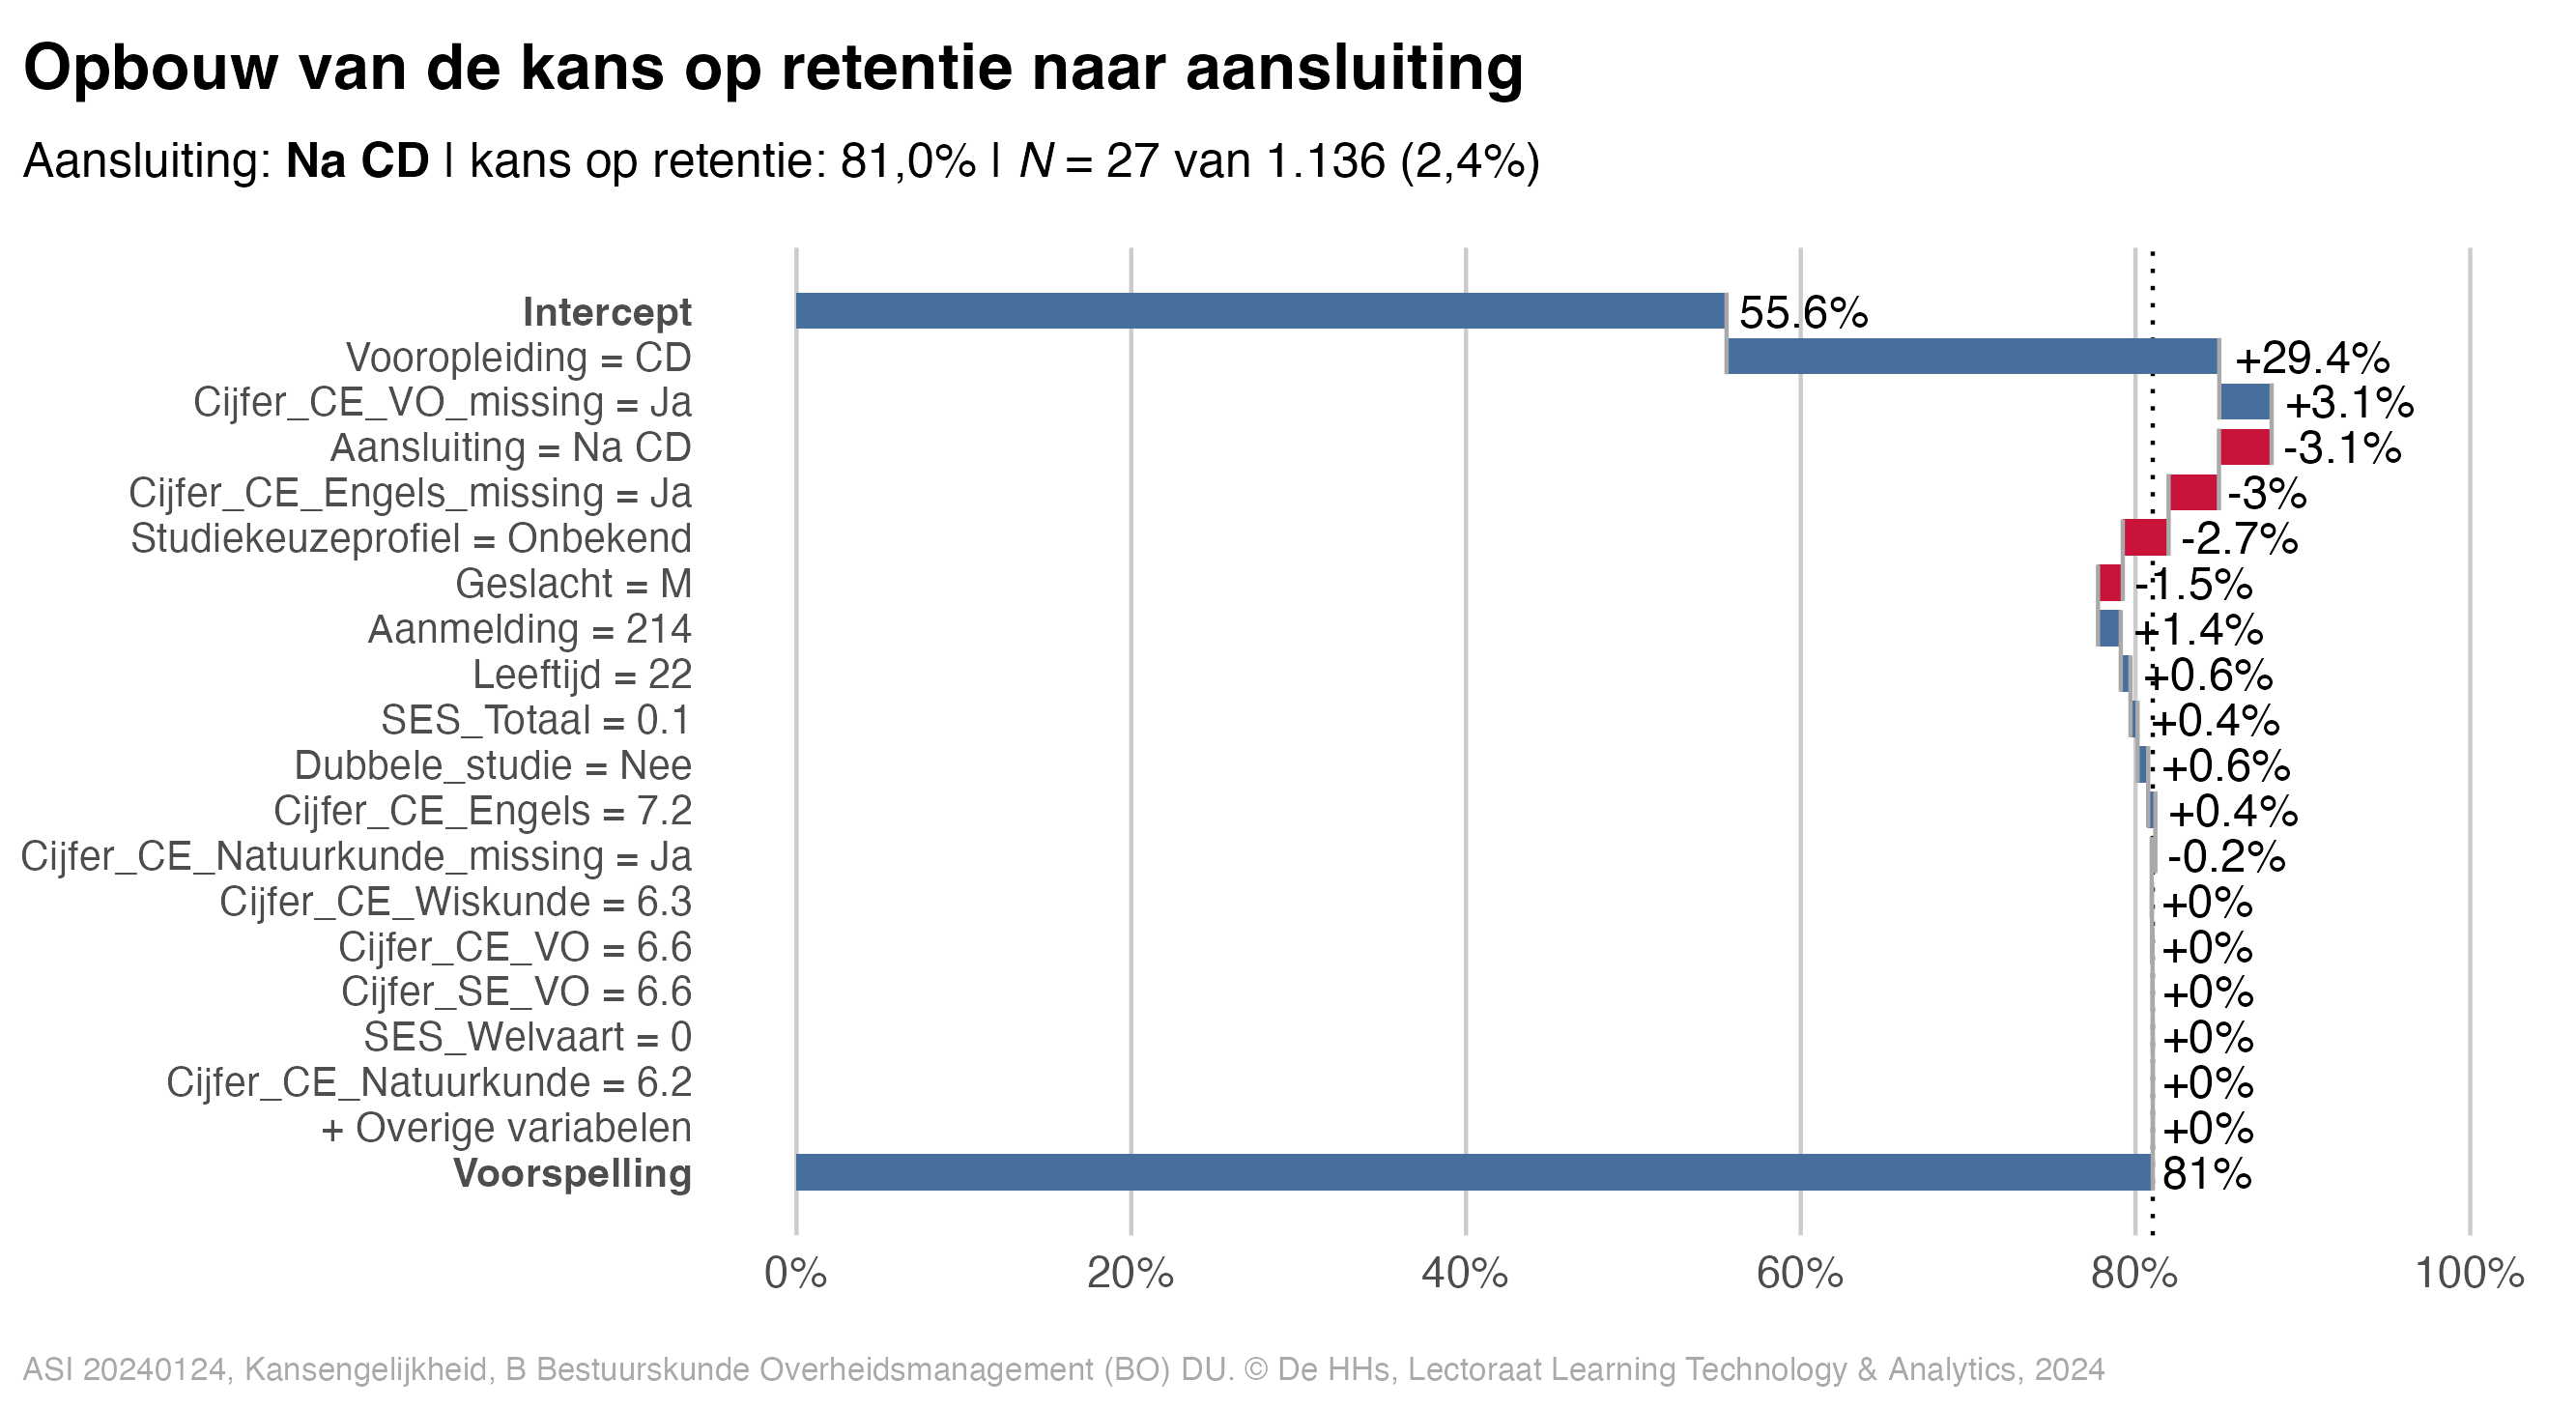 Opbouw van de kans op retentie naar aansluiting
Aansluiting: Na CD | kans op retentie: 81,0% | N = 27 van 1.136 (2,4%)
Intercept 55.6%
Vooropleiding = CD +29.4%
Cijfer_CE_VO_missing = Ja +3.1%
Aansluiting = Na CD -3.1%
Cijfer_CE_Engels_missing = Ja -3%
Studiekeuzeprofiel = Onbekend -2.7%
Geslacht = M -1.5%
Aanmelding = 214 +1.4%
Leeftijd = 22 +0.6%
SES_Totaal = 0.1 +0.4%
Dubbele_studie = Nee +0.6%
Cijfer_CE_Engels = 7.2 +0.4%
Cijfer_CE_Natuurkunde_missing = Ja -0.2%
Cijfer_CE_Wiskunde = 6.3 +0%
Cijfer_CE_VO = 6.6 +0%
Cijfer_SE_VO = 6.6 +0%
SES_Welvaart = 0 +0%
Cijfer_CE_Natuurkunde = 6.2 +0%
+ Overige variabelen +0%
Voorspelling 81%
0% 20% 40% 60% 80% 100%
ASI 20240124, Kansengelijkheid, B Bestuurskunde Overheidsmanagement (BO) DU. © De HHs, Lectoraat Learning Technology & Analytics, 2024